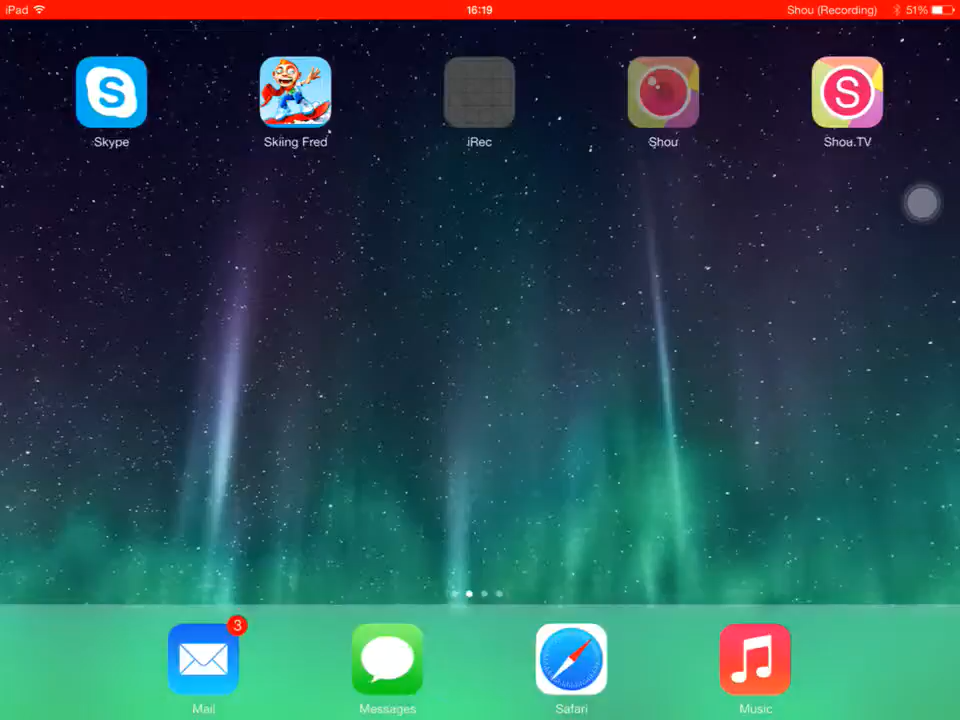 iPad 16:19 Shou (Recording) 51%
Skype Skiing Fred iRec Shou Shou.TV
3
Mail Messages Safari Music